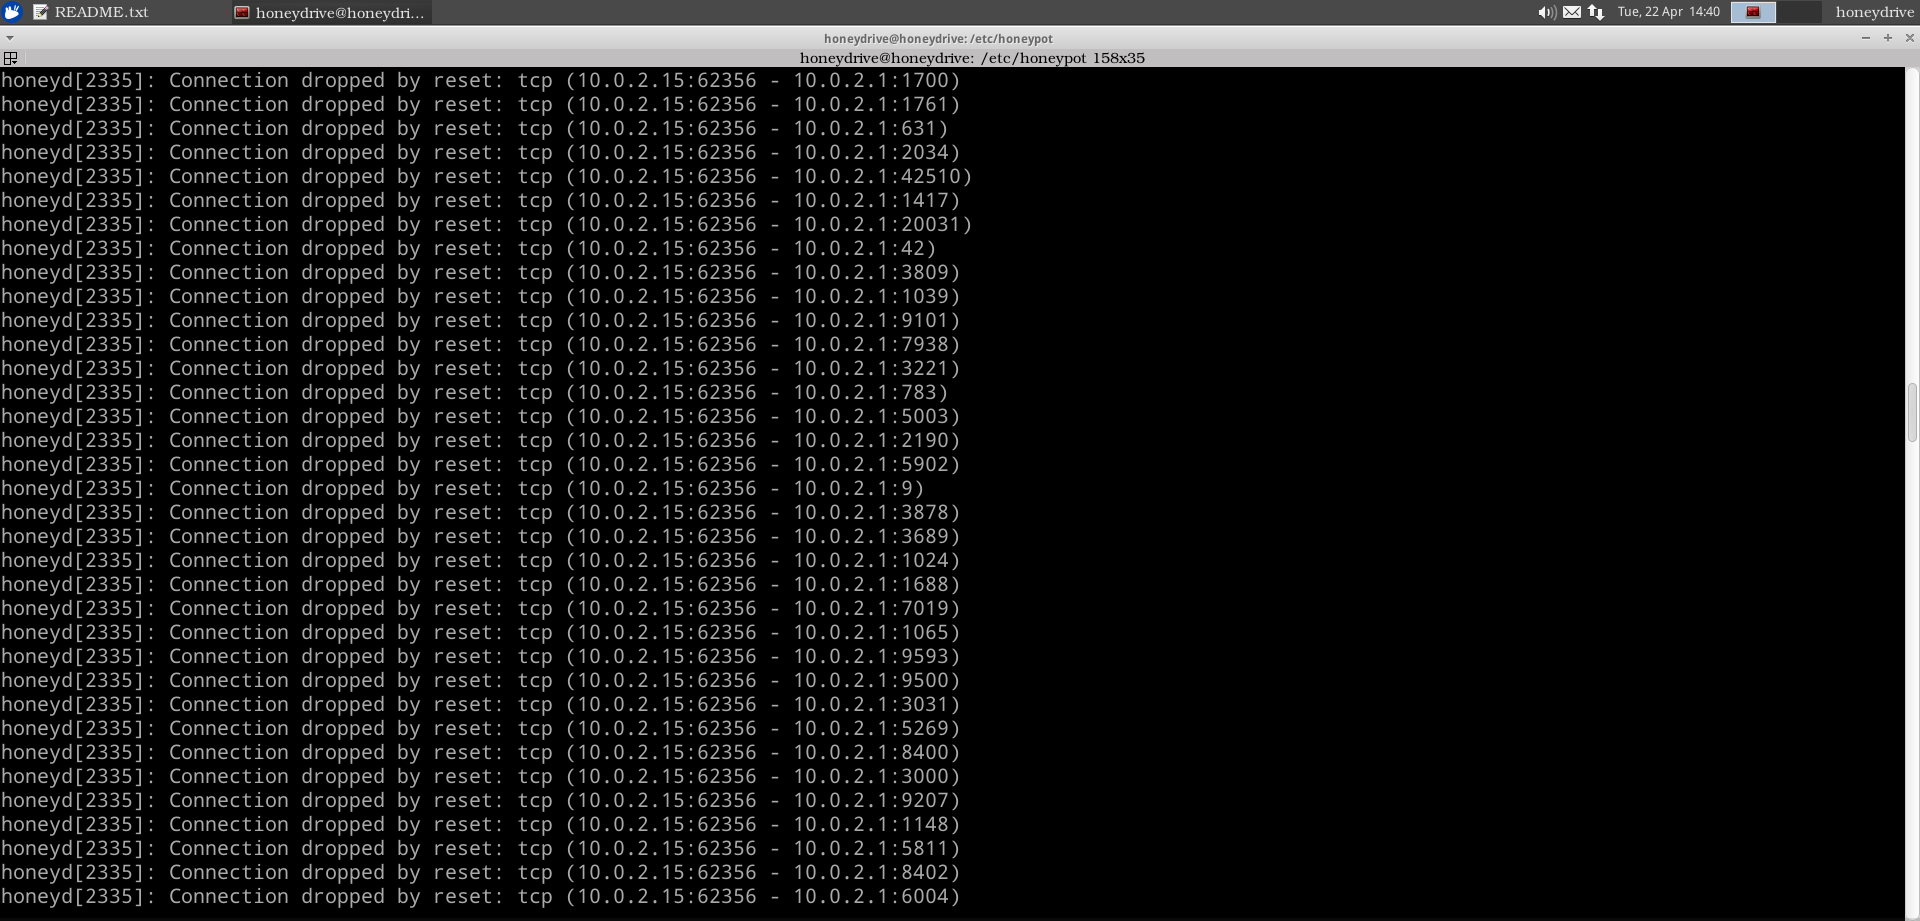 README.txt honeydrive@honeydri... Tue, 22 Apr 14:40 honeydrive
honeydrive@honeydrive: /etc/honeypot
honeydrive@honeydrive: /etc/honeypot 158x35
honeyd[2335]: Connection dropped by reset: tcp (10.0.2.15:62356 - 10.0.2.1:1700)
honeyd[2335]: Connection dropped by reset: tcp (10.0.2.15:62356 - 10.0.2.1:1761)
honeyd[2335]: Connection dropped by reset: tcp (10.0.2.15:62356 - 10.0.2.1:631)
honeyd[2335]: Connection dropped by reset: tcp (10.0.2.15:62356 - 10.0.2.1:2034)
honeyd[2335]: Connection dropped by reset: tcp (10.0.2.15:62356 - 10.0.2.1:42510)
honeyd[2335]: Connection dropped by reset: tcp (10.0.2.15:62356 - 10.0.2.1:1417)
honeyd[2335]: Connection dropped by reset: tcp (10.0.2.15:62356 - 10.0.2.1:20031)
honeyd[2335]: Connection dropped by reset: tcp (10.0.2.15:62356 - 10.0.2.1:42)
honeyd[2335]: Connection dropped by reset: tcp (10.0.2.15:62356 - 10.0.2.1:3809)
honeyd[2335]: Connection dropped by reset: tcp (10.0.2.15:62356 - 10.0.2.1:1039)
honeyd[2335]: Connection dropped by reset: tcp (10.0.2.15:62356 - 10.0.2.1:9101)
honeyd[2335]: Connection dropped by reset: tcp (10.0.2.15:62356 - 10.0.2.1:7938)
honeyd[2335]: Connection dropped by reset: tcp (10.0.2.15:62356 - 10.0.2.1:3221)
honeyd[2335]: Connection dropped by reset: tcp (10.0.2.15:62356 - 10.0.2.1:783)
honeyd[2335]: Connection dropped by reset: tcp (10.0.2.15:62356 - 10.0.2.1:5003)
honeyd[2335]: Connection dropped by reset: tcp (10.0.2.15:62356 - 10.0.2.1:2190)
honeyd[2335]: Connection dropped by reset: tcp (10.0.2.15:62356 - 10.0.2.1:5902)
honeyd[2335]: Connection dropped by reset: tcp (10.0.2.15:62356 - 10.0.2.1:9)
honeyd[2335]: Connection dropped by reset: tcp (10.0.2.15:62356 - 10.0.2.1:3878)
honeyd[2335]: Connection dropped by reset: tcp (10.0.2.15:62356 - 10.0.2.1:3689)
honeyd[2335]: Connection dropped by reset: tcp (10.0.2.15:62356 - 10.0.2.1:1024)
honeyd[2335]: Connection dropped by reset: tcp (10.0.2.15:62356 - 10.0.2.1:1688)
honeyd[2335]: Connection dropped by reset: tcp (10.0.2.15:62356 - 10.0.2.1:7019)
honeyd[2335]: Connection dropped by reset: tcp (10.0.2.15:62356 - 10.0.2.1:1065)
honeyd[2335]: Connection dropped by reset: tcp (10.0.2.15:62356 - 10.0.2.1:9593)
honeyd[2335]: Connection dropped by reset: tcp (10.0.2.15:62356 - 10.0.2.1:9500)
honeyd[2335]: Connection dropped by reset: tcp (10.0.2.15:62356 - 10.0.2.1:3031)
honeyd[2335]: Connection dropped by reset: tcp (10.0.2.15:62356 - 10.0.2.1:5269)
honeyd[2335]: Connection dropped by reset: tcp (10.0.2.15:62356 - 10.0.2.1:8400)
honeyd[2335]: Connection dropped by reset: tcp (10.0.2.15:62356 - 10.0.2.1:3000)
honeyd[2335]: Connection dropped by reset: tcp (10.0.2.15:62356 - 10.0.2.1:9207)
honeyd[2335]: Connection dropped by reset: tcp (10.0.2.15:62356 - 10.0.2.1:1148)
honeyd[2335]: Connection dropped by reset: tcp (10.0.2.15:62356 - 10.0.2.1:5811)
honeyd[2335]: Connection dropped by reset: tcp (10.0.2.15:62356 - 10.0.2.1:8402)
honeyd[2335]: Connection dropped by reset: tcp (10.0.2.15:62356 - 10.0.2.1:6004)